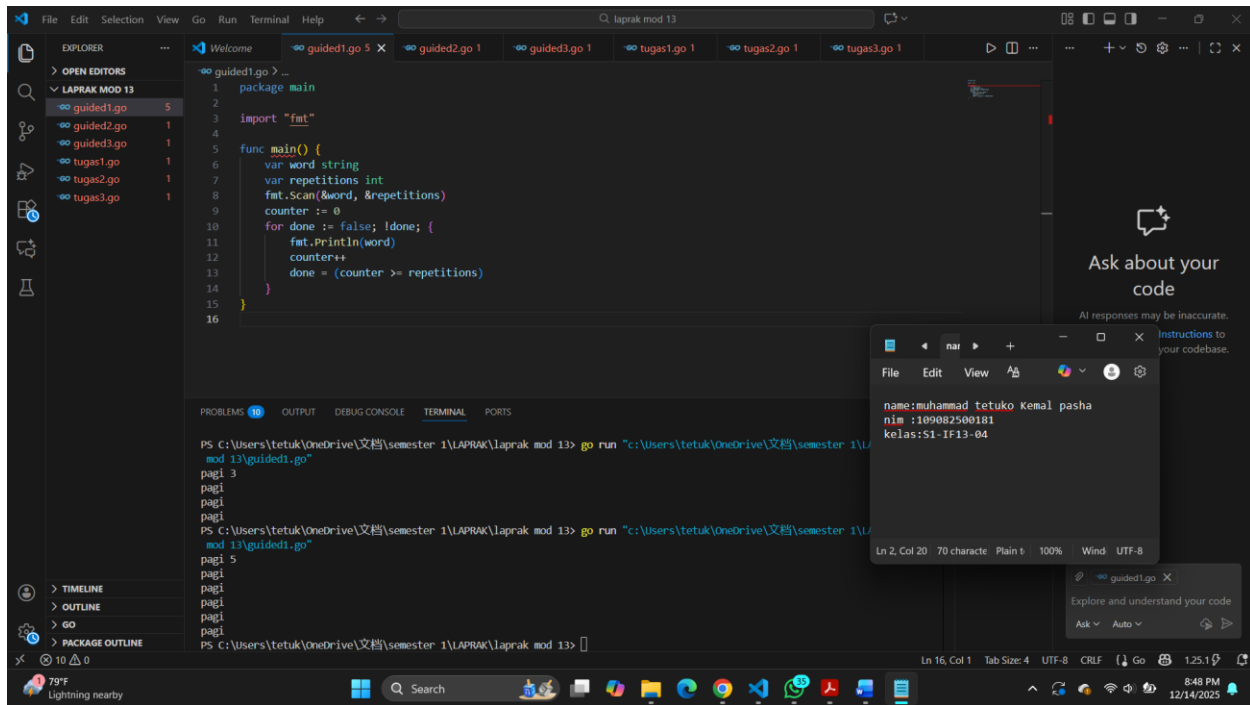 File Edit Selection View Go Run Terminal Help
laprak mod 13
EXPLORER
OPEN EDITORS
LAPRAK MOD 13
guided1.go 5
guided2.go 1
guided3.go 1
tugas1.go 1
tugas2.go 1
tugas3.go 1
TIMELINE
OUTLINE
GO
PACKAGE OUTLINE
Welcome guided1.go 5 guided2.go 1 guided3.go 1 tugas1.go 1 tugas2.go 1 tugas3.go 1
guided1.go > ...
1 package main
2
3 import "fmt"
4
5 func main() {
6 var word string
7 var repetitions int
8 fmt.Scan(&word, &repetitions)
9 counter := 0
10 for done := false; !done; {
11 fmt.Println(word)
12 counter++
13 done = (counter >= repetitions)
14 }
15 }
16
PROBLEMS 10 OUTPUT DEBUG CONSOLE TERMINAL PORTS
PS C:\Users\tetuk\OneDrive\文档\semester 1\LAPRAK\laprak mod 13> go run "c:\Users\tetuk\OneDrive\文档\semester 1\L
mod 13\guided1.go"
pagi 3
pagi
pagi
pagi
PS C:\Users\tetuk\OneDrive\文档\semester 1\LAPRAK\laprak mod 13> go run "c:\Users\tetuk\OneDrive\文档\semester 1\L
mod 13\guided1.go"
pagi 5
pagi
pagi
pagi
pagi
pagi
PS C:\Users\tetuk\OneDrive\文档\semester 1\LAPRAK\laprak mod 13>
Ask about your
code
AI responses may be inaccurate.
Instructions to
your codebase.
nar
File Edit View
name:muhammad tetuko Kemal pasha
nim :109082500181
kelas:S1-IF13-04
Ln 2, Col 20 70 characte Plain t 100% Wind UTF-8
guided1.go
Explore and understand your code
Ask Auto
10 0
Ln 16, Col 1 Tab Size: 4 UTF-8 CRLF Go 1.25.1
1
79°F
Lightning nearby
Search
35
8:48 PM
12/14/2025